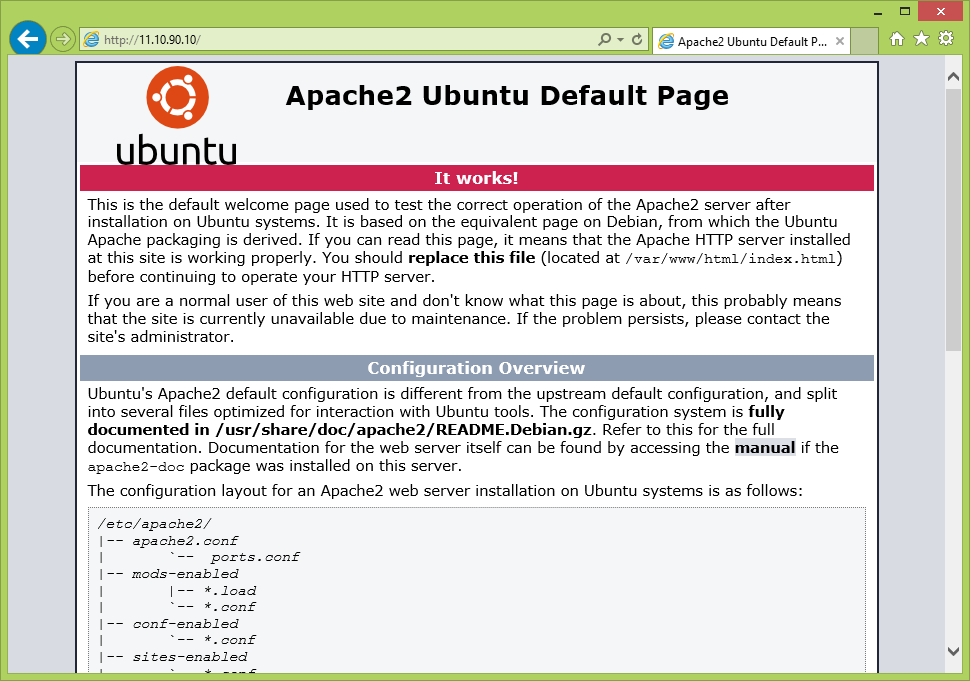 http://11.10.90.10/
Apache2 Ubuntu Default P...
ubuntu
Apache2 Ubuntu Default Page
It works!
This is the default welcome page used to test the correct operation of the Apache2 server after
installation on Ubuntu systems. It is based on the equivalent page on Debian, from which the Ubuntu
Apache packaging is derived. If you can read this page, it means that the Apache HTTP server installed
at this site is working properly. You should replace this file (located at /var/www/html/index.html)
before continuing to operate your HTTP server.
If you are a normal user of this web site and don't know what this page is about, this probably means
that the site is currently unavailable due to maintenance. If the problem persists, please contact the
site's administrator.
Configuration Overview
Ubuntu's Apache2 default configuration is different from the upstream default configuration, and split
into several files optimized for interaction with Ubuntu tools. The configuration system is fully
documented in /usr/share/doc/apache2/README.Debian.gz. Refer to this for the full
documentation. Documentation for the web server itself can be found by accessing the manual if the
apache2-doc package was installed on this server.
The configuration layout for an Apache2 web server installation on Ubuntu systems is as follows:
/etc/apache2/
|-- apache2.conf
|       `--  ports.conf
|-- mods-enabled
|       |-- *.load
|       `-- *.conf
|-- conf-enabled
|       `-- *.conf
|-- sites-enabled
|       `-- *.conf